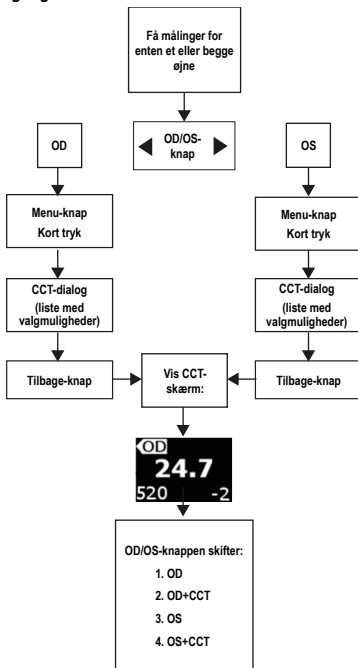 Få målinger for
enten et eller begge
øjne
OD/OS-
knap
OD
OS
Menu-knap
Kort tryk
Menu-knap
Kort tryk
CCT-dialog
(liste med
valgmuligheder)
CCT-dialog
(liste med
valgmuligheder)
Tilbage-knap
Vis CCT-
skærm:
Tilbage-knap
OD
24.7
520 -2
OD/OS-knappen skifter:
1. OD
2. OD+CCT
3. OS
4. OS+CCT